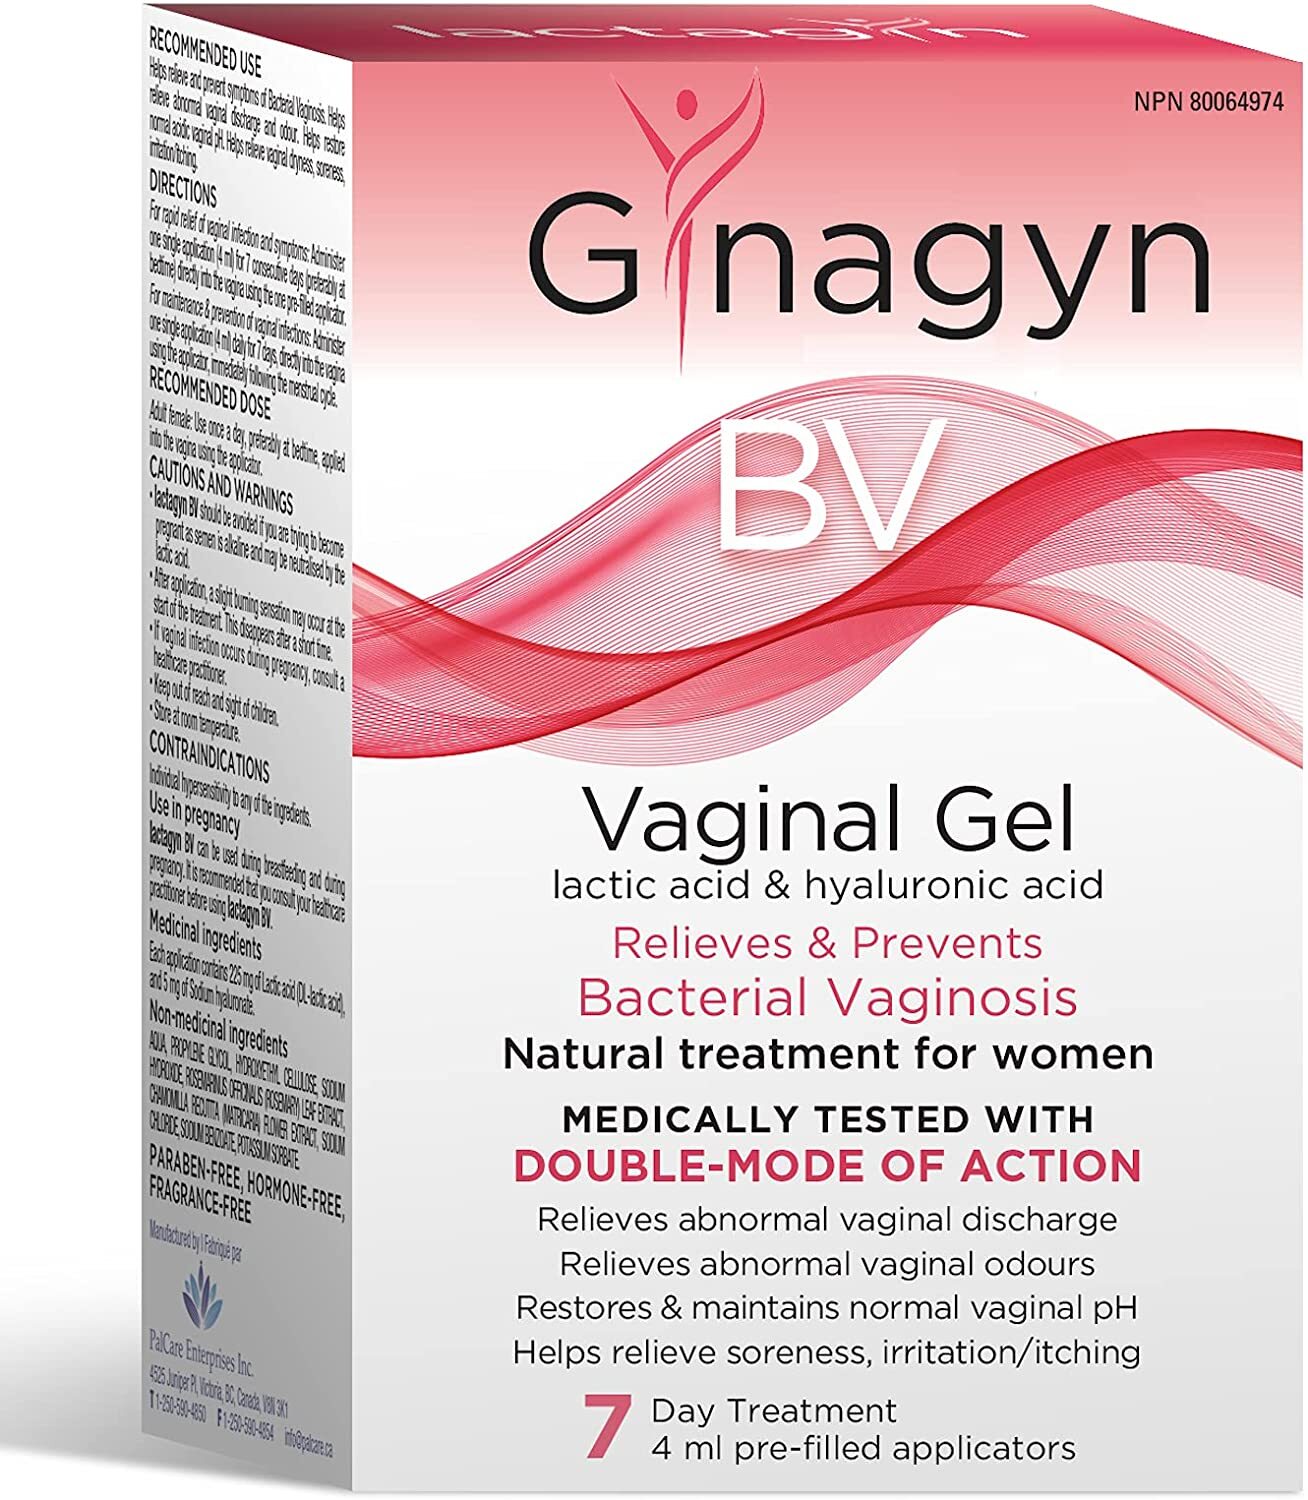 lactagyn
NPN 80064974
Gynagyn
BV
Vaginal Gel
lactic acid & hyaluronic acid
Relieves & Prevents
Bacterial Vaginosis
Natural treatment for women
MEDICALLY TESTED WITH
DOUBLE-MODE OF ACTION
Relieves abnormal vaginal discharge
Relieves abnormal vaginal odours
Restores & maintains normal vaginal pH
Helps relieve soreness, irritation/itching
7 Day Treatment
4 ml pre-filled applicators
RECOMMENDED USE
Helps relieve and prevent symptoms of Bacterial Vaginosis. Helps
relieve abnormal vaginal discharge and odour. Helps restore
normal acidic vaginal pH. Helps relieve vaginal dryness, soreness,
irritation/itching.
DIRECTIONS
For rapid relief of vaginal infection and symptoms: Administer
one single application (4 ml) for 7 consecutive days (preferably at
bedtime) directly into the vagina using the one pre-filled applicator.
For maintenance & prevention of vaginal infections: Administer
one single application (4 ml) daily for 7 days, directly into the vagina
using the applicator, immediately following the menstrual cycle.
RECOMMENDED DOSE
Adult female: Use once a day, preferably at bedtime, applied
into the vagina using the applicator.
CAUTIONS AND WARNINGS
• lactagyn BV should be avoided if you are trying to become
pregnant as semen is alkaline and may be neutralised by the
lactic acid.
• After application, a slight burning sensation may occur at the
start of the treatment. This disappears after a short time.
• If vaginal infection occurs during pregnancy, consult a
healthcare practitioner.
• Keep out of reach and sight of children.
• Store at room temperature.
CONTRAINDICATIONS
Individual hypersensitivity to any of the ingredients.
Use in pregnancy
lactagyn BV can be used during breastfeeding and during
pregnancy. It is recommended that you consult your healthcare
practitioner before using lactagyn BV.
Medicinal ingredients
Each application contains 225 mg of Lactic acid (DL-lactic acid),
and 5 mg of Sodium hyaluronate.
Non-medicinal ingredients
AQUA, PROPYLENE GLYCOL, HYDROXYETHYL CELLULOSE, SODIUM
HYDROXIDE, ROSEMARINUS OFFICINALIS (ROSEMARY) LEAF EXTRACT,
CHAMOMILLA RECUTITA (MATRICARIA) FLOWER EXTRACT, SODIUM
CHLORIDE, SODIUM BENZOATE, POTASSIUM SORBATE.
PARABEN-FREE, HORMONE-FREE,
FRAGRANCE-FREE
Manufactured by | Fabriqué par
PalCare Enterprises Inc.
4525 Juniper Pl, Victoria, BC, Canada, V8N 3K1
T 1-250-590-4850 F 1-250-590-4854 info@palcare.ca